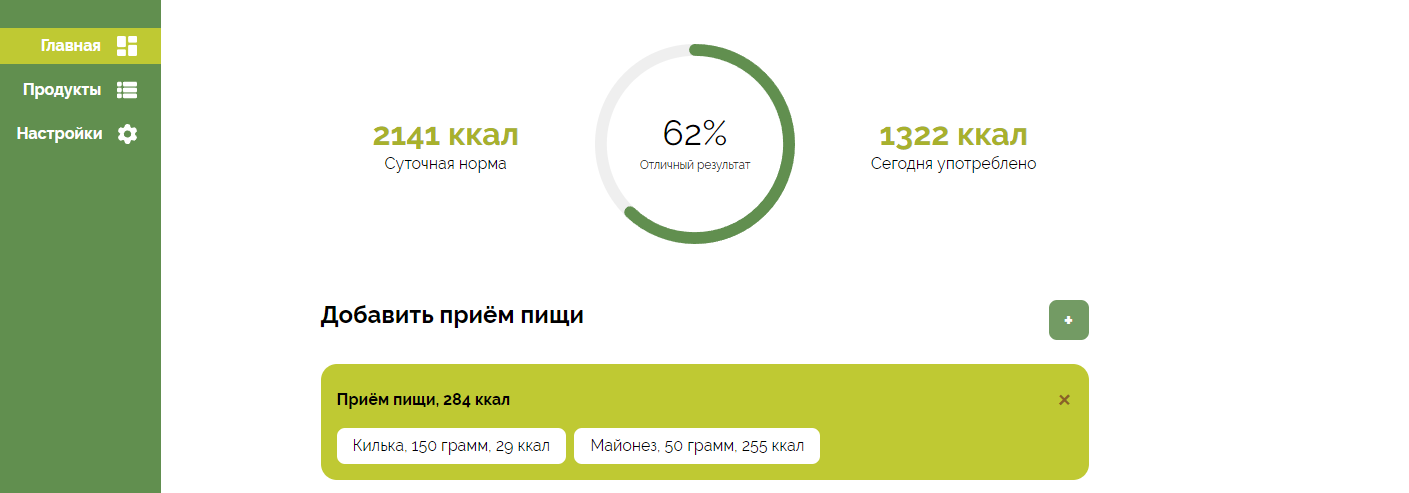 Главная
Продукты
Настройки
2141 ккал
Суточная норма
62%
Отличный результат
1322 ккал
Сегодня употреблено
Добавить приём пищи
+
Приём пищи, 284 ккал
×
Килька, 150 грамм, 29 ккал
Майонез, 50 грамм, 255 ккал